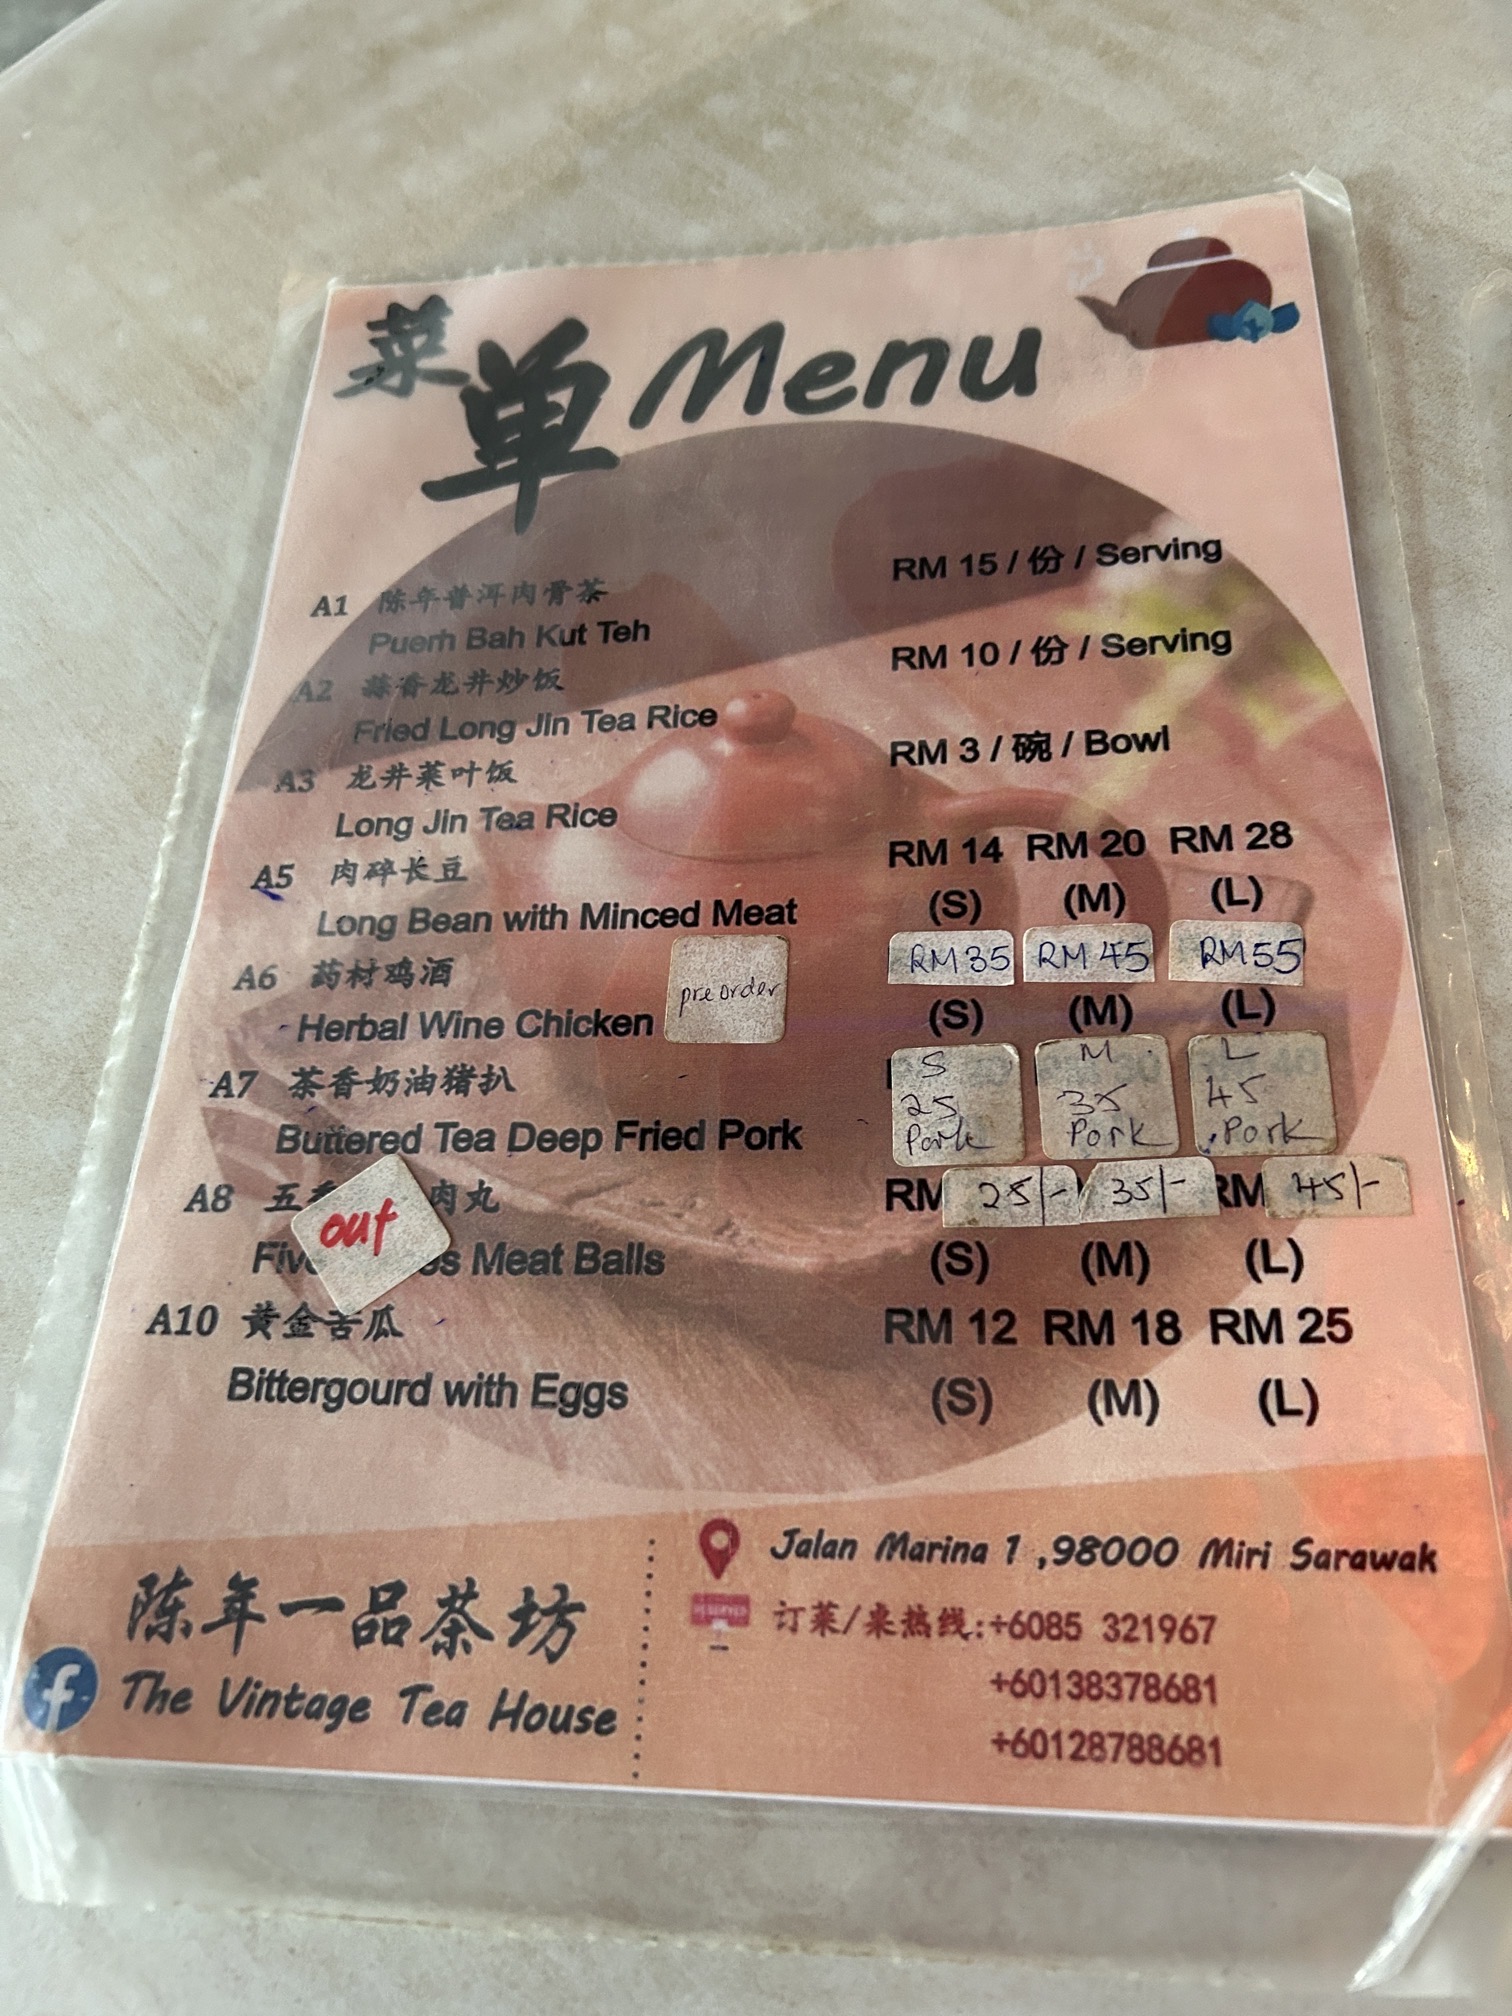 菜单 Menu
A1 陈年普洱肉骨茶 RM 15 / 份 / Serving
Puerh Bah Kut Teh
A2 蒜香龙井炒饭 RM 10 / 份 / Serving
Fried Long Jin Tea Rice
A3 龙井茶叶饭 RM 3 / 碗 / Bowl
Long Jin Tea Rice
A5 肉碎长豆 RM 14 RM 20 RM 28
Long Bean with Minced Meat (S) (M) (L)
A6 药材鸡酒 RM35 RM45 RM55
Herbal Wine Chicken preorder (S) (M) (L)
A7 茶香奶油猪扒 S M L
25 35 45
Buttered Tea Deep Fried Pork Pork Pork Pork
A8 五 肉丸 RM 25/- 35/- RM 45/-
out
Meat Balls (S) (M) (L)
A10 黄金苦瓜 RM 12 RM 18 RM 25
Bittergourd with Eggs (S) (M) (L)
陈年一品茶坊
f The Vintage Tea House
Jalan Marina 1 ,98000 Miri Sarawak
订菜/桌热线:+6085 321967
+60138378681
+60128788681